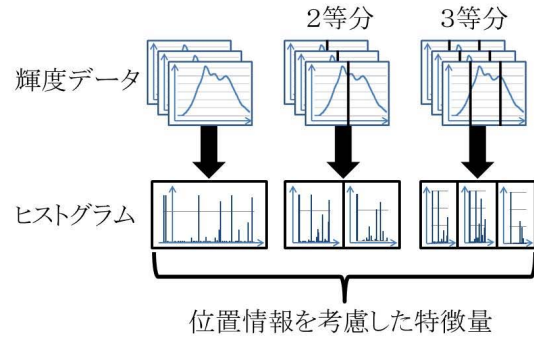 2等分
3等分
輝度データ
ヒストグラム
位置情報を考慮した特徴量